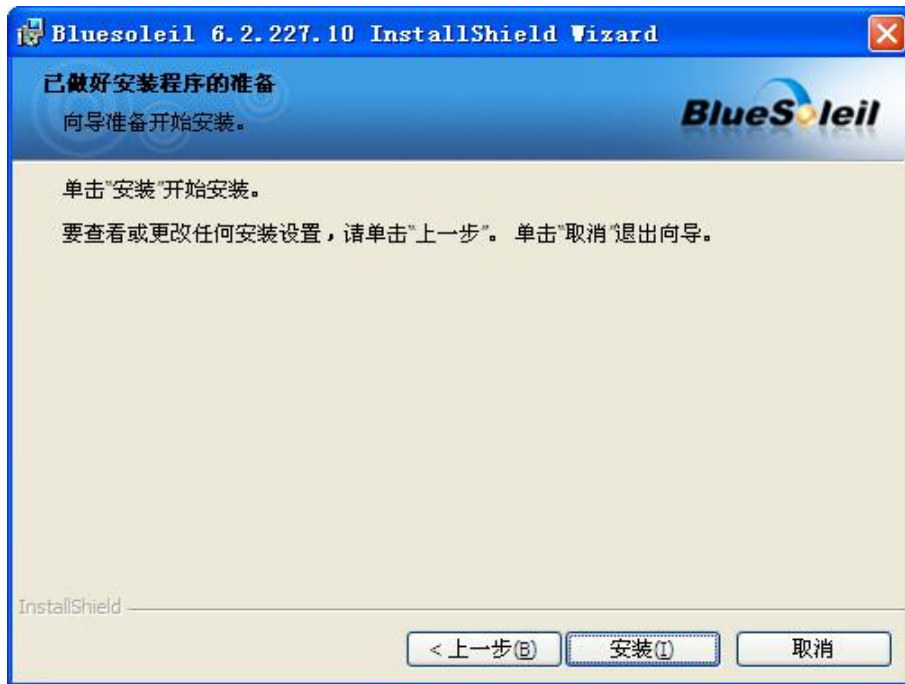 Bluesoleil 6.2.227.10 InstallShield Wizard
已做好安装程序的准备
向导准备开始安装。
BlueSoleil
单击"安装"开始安装。
要查看或更改任何安装设置，请单击"上一步"。 单击"取消"退出向导。
InstallShield
< 上一步(B)
安装(I)
取消